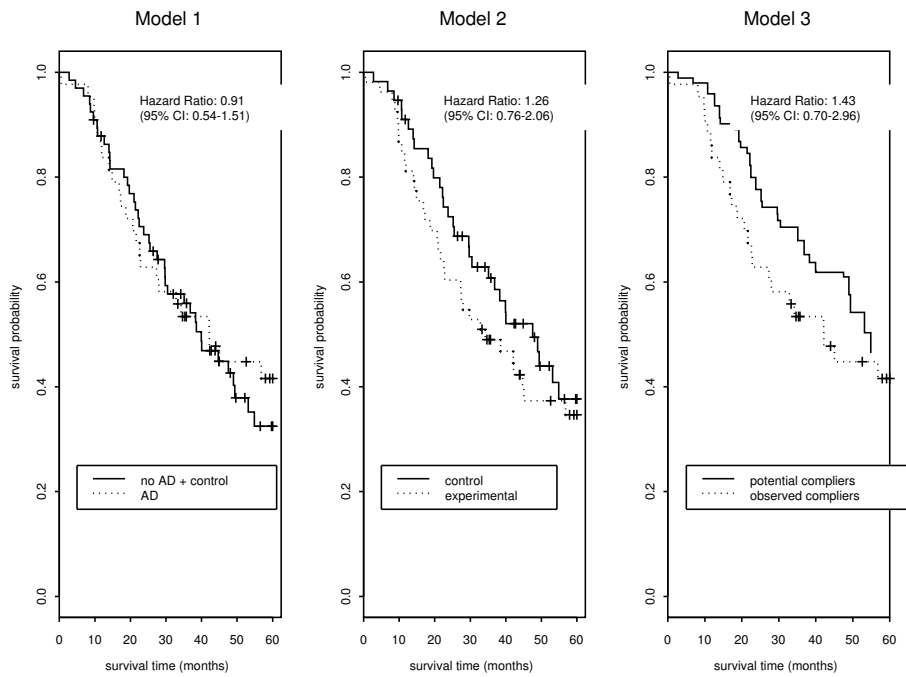 Model 1
Model 2
Model 3
Hazard Ratio: 0.91
(95% CI: 0.54-1.51)
Hazard Ratio: 1.26
(95% CI: 0.76-2.06)
Hazard Ratio: 1.43
(95% CI: 0.70-2.96)
survival probability
1.0
0.8
0.6
0.4
0.2
0.0
survival probability
1.0
0.8
0.6
0.4
0.2
0.0
survival probability
1.0
0.8
0.6
0.4
0.2
0.0
no AD + control
AD
control
experimental
potential compliers
observed compliers
0 10 20 30 40 50 60
0 10 20 30 40 50 60
0 10 20 30 40 50 60
survival time (months)
survival time (months)
survival time (months)